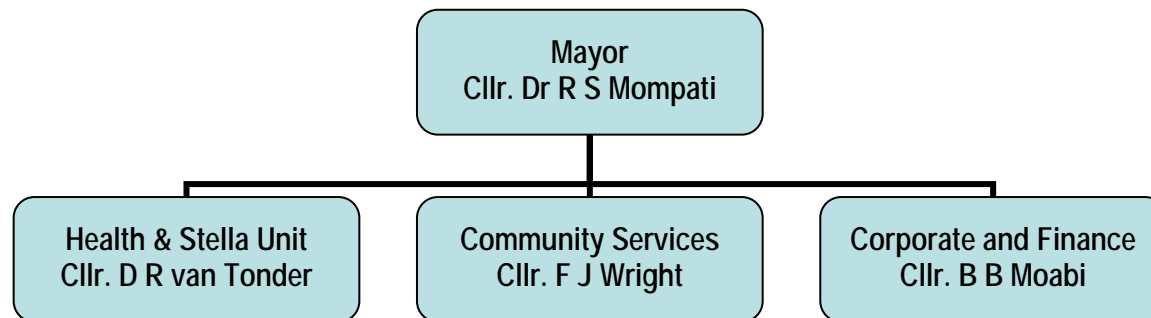 Mayor
Cllr. Dr R S Mompati
Health & Stella Unit
Cllr. D R van Tonder
Community Services
Cllr. F J Wright
Corporate and Finance
Cllr. B B Moabi